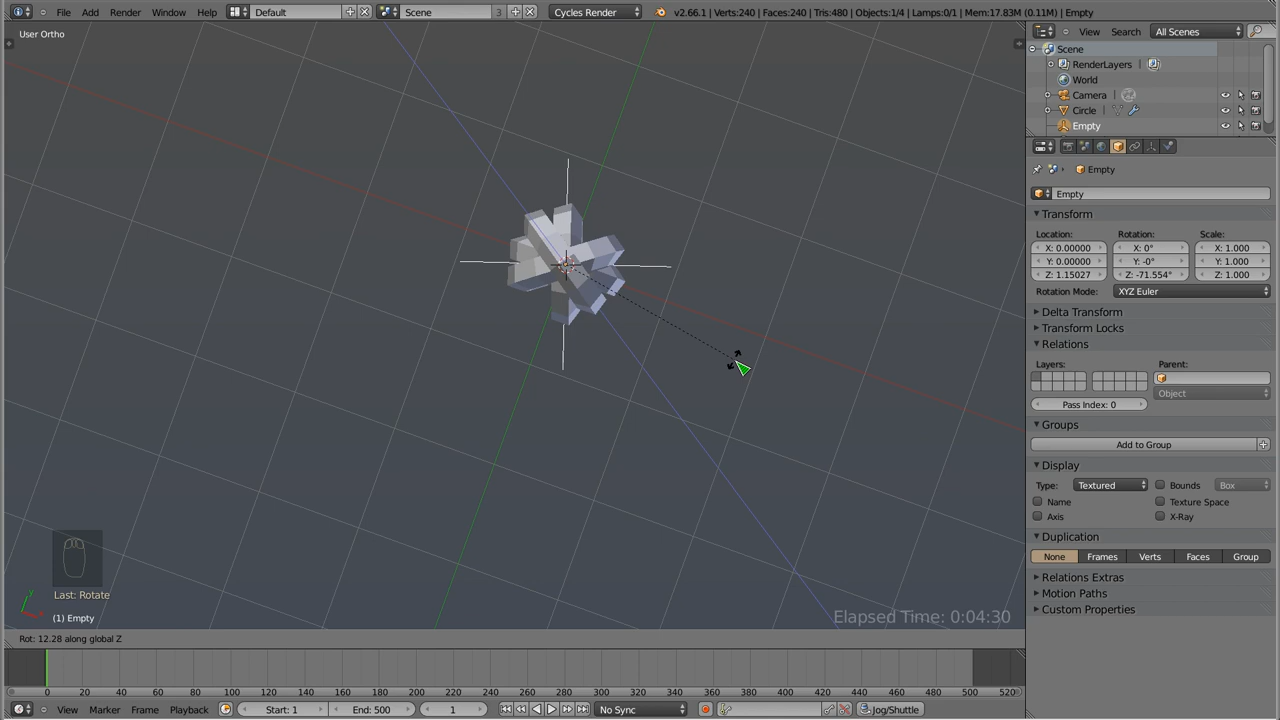 File Add Render Window Help Default Scene 3 Cycles Render v2.66.1 | Verts:240 | Faces:240 | Tris:480 | Objects:1/4 | Lamps:0/1 | Mem:17.83M (0.11M) | Empty
User Ortho
View Search All Scenes
Scene
RenderLayers
World
Camera
Circle
Empty
Empty
Empty
Transform
Location: Rotation: Scale:
X: 0.00000 X: 0° X: 1.000
Y: 0.00000 Y: -0° Y: 1.000
Z: 1.15027 Z: -71.554° Z: 1.000
Rotation Mode: XYZ Euler
Delta Transform
Transform Locks
Relations
Layers: Parent:
Object
Pass Index: 0
Groups
Add to Group
Display
Type: Textured Bounds Box
Name Texture Space
Axis X-Ray
Duplication
None Frames Verts Faces Group
Relations Extras
Motion Paths
Custom Properties
Last: Rotate
(1) Empty
Elapsed Time: 0:04:30
Rot: 12.28 along global Z
0 20 40 60 80 100 120 140 160 180 200 220 240 260 280 300 320 340 360 380 400 420 440 460 480 500 520
View Marker Frame Playback Start: 1 End: 500 1 No Sync Jog/Shuttle